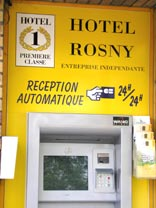 HOTEL
1
PREMIERE
CLASSE
HOTEL
ROSNY
ENTREPRISE INDEPENDANTE
RECEPTION
AUTOMATIQUE
24H
/24H